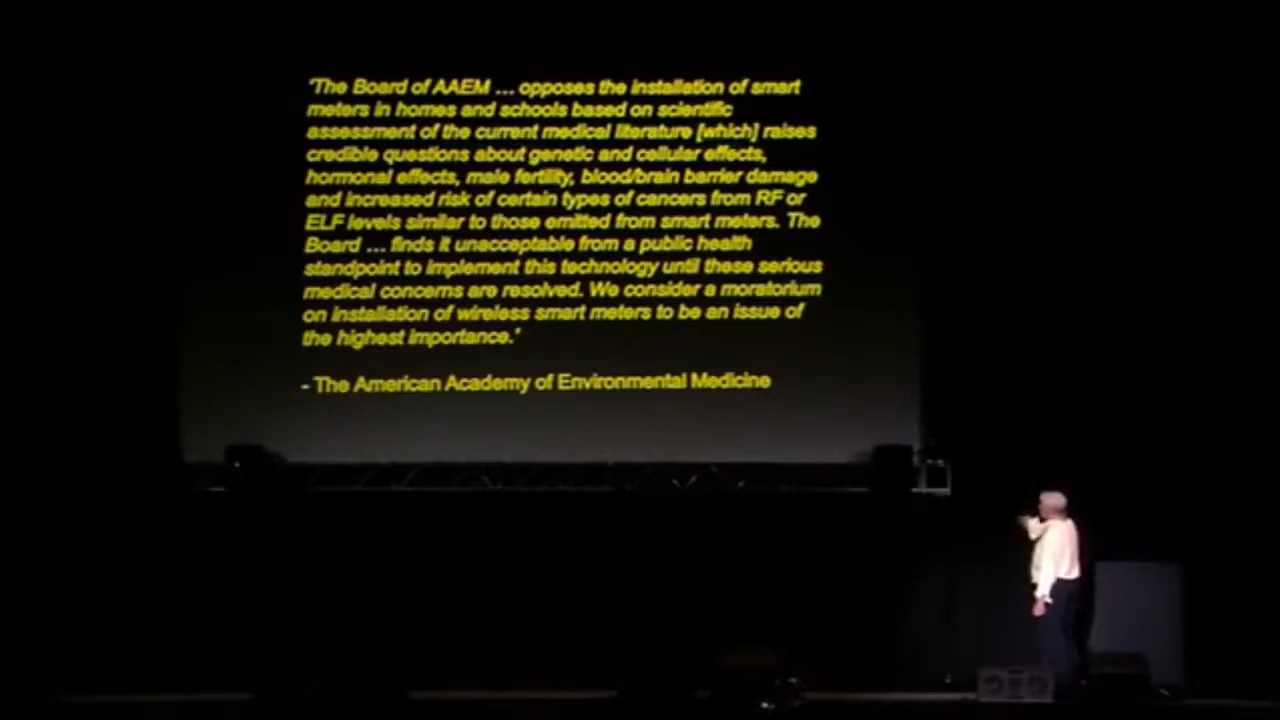 'The Board of AAEM ... opposes the installation of smart
meters in homes and schools based on scientific
assessment of the current medical literature [which] raises
credible questions about genetic and cellular effects,
hormonal effects, male fertility, blood/brain barrier damage
and increased risk of certain types of cancers from RF or
ELF levels similar to those emitted from smart meters. The
Board ... finds it unacceptable from a public health
standpoint to implement this technology until these serious
medical concerns are resolved. We consider a moratorium
on installation of wireless smart meters to be an issue of
the highest importance.'
- The American Academy of Environmental Medicine